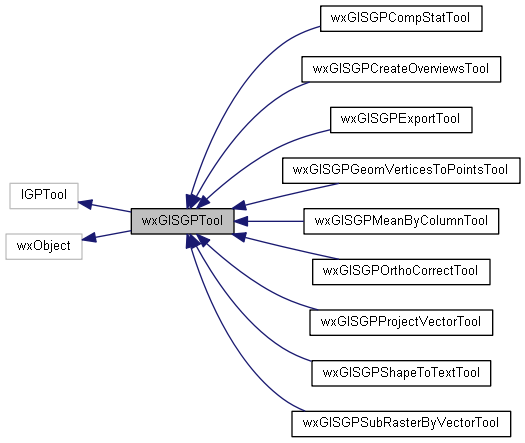 wxGISGPCompStatTool
wxGISGPCreateOverviewsTool
wxGISGPExportTool
wxGISGPGeomVerticesToPointsTool
IGPTool
wxGISGPTool
wxGISGPMeanByColumnTool
wxObject
wxGISGPOrthoCorrectTool
wxGISGPProjectVectorTool
wxGISGPShapeToTextTool
wxGISGPSubRasterByVectorTool